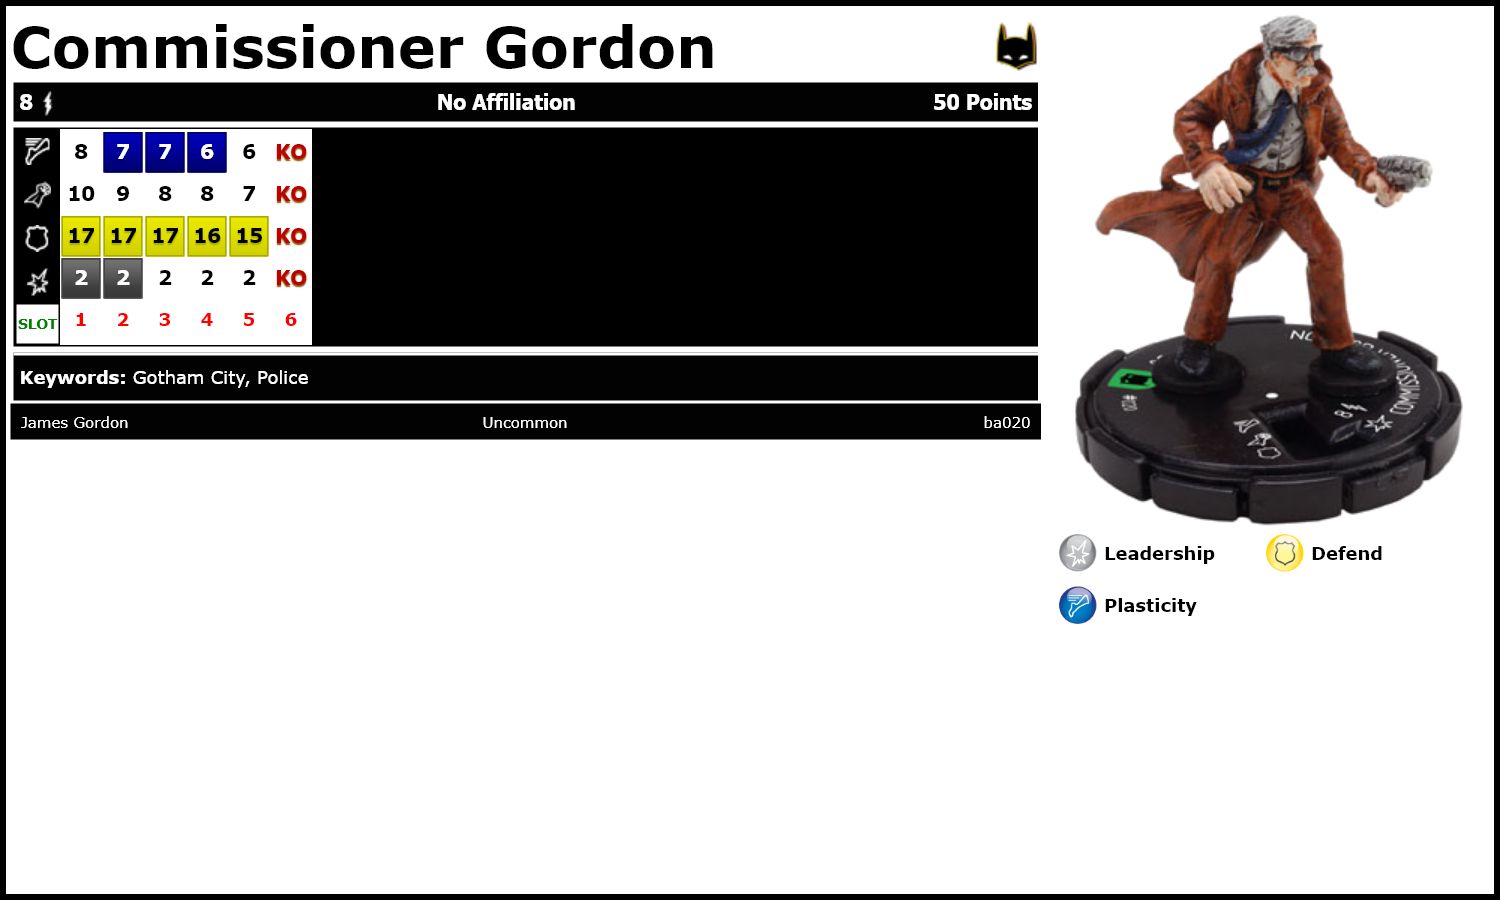 Commissioner Gordon
8 No Affiliation 50 Points
8 7 7 6 6 KO
10 9 8 8 7 KO
17 17 17 16 15 KO
2 2 2 2 2 KO
SLOT 1 2 3 4 5 6
Keywords: Gotham City, Police
James Gordon Uncommon ba020
#020
8
Leadership Defend
Plasticity